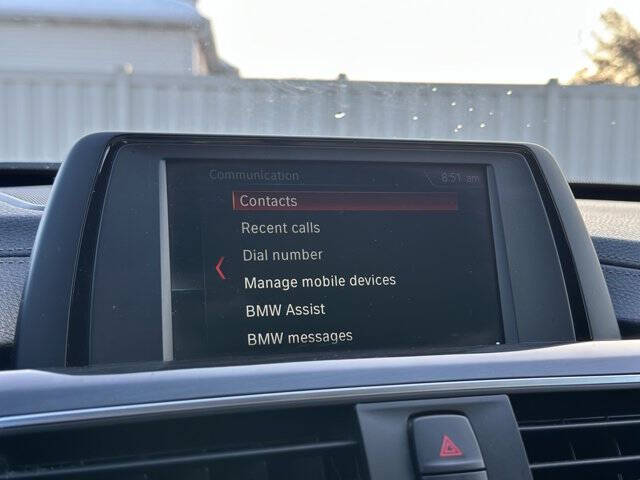 Communication 8:51 am
Contacts
Recent calls
Dial number
Manage mobile devices
BMW Assist
BMW messages